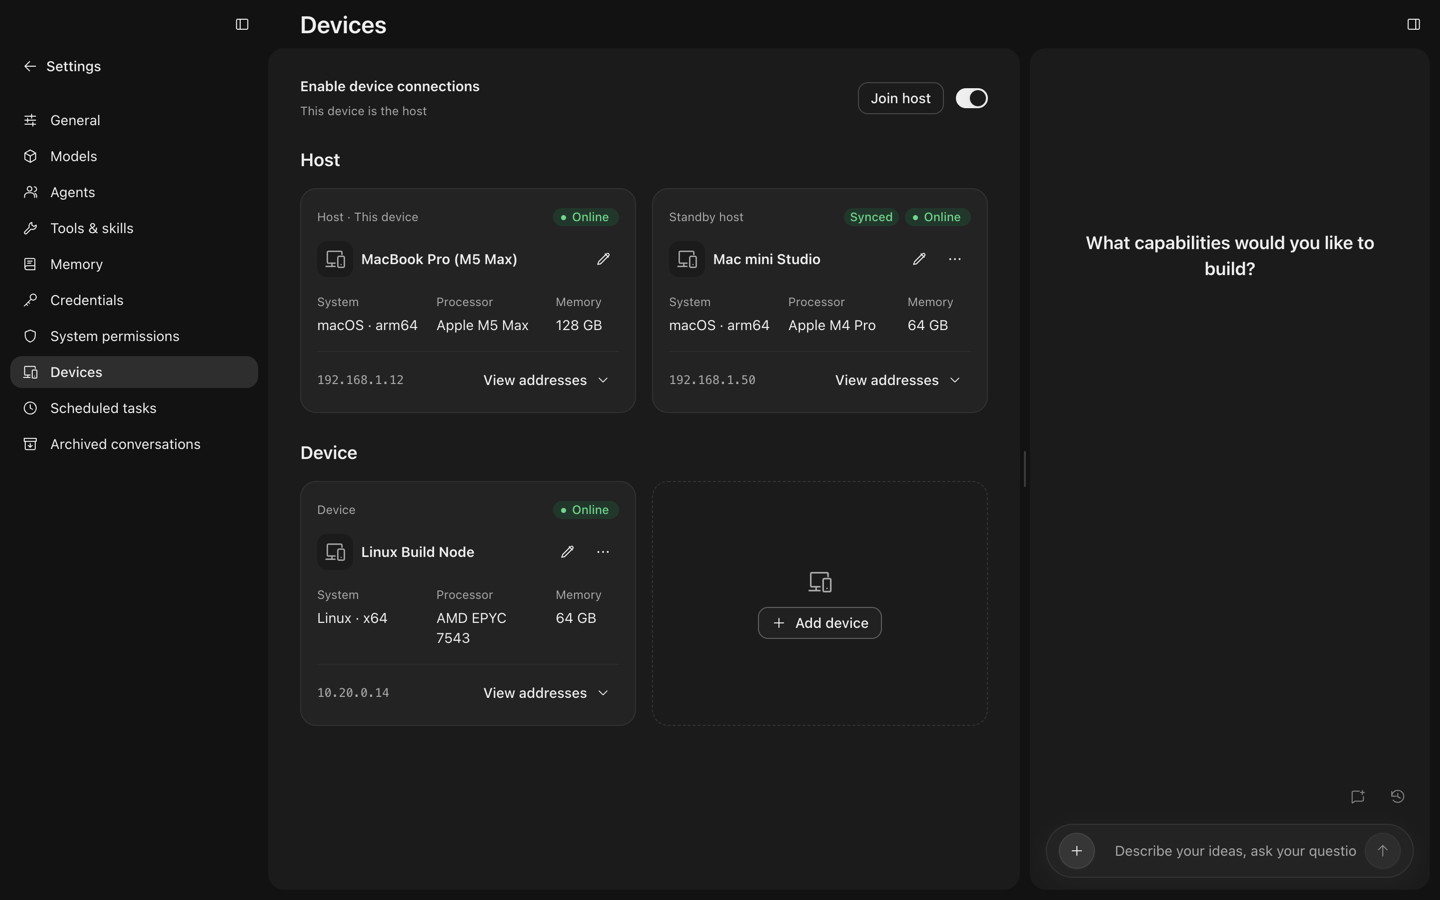 Devices
Settings
General
Models
Agents
Tools & skills
Memory
Credentials
System permissions
Devices
Scheduled tasks
Archived conversations
Enable device connections
This device is the host
Join host
Host
Host · This device
Online
MacBook Pro (M5 Max)
System
Processor
Memory
macOS · arm64
Apple M5 Max
128 GB
192.168.1.12
View addresses
Standby host
Synced
Online
Mac mini Studio
System
Processor
Memory
macOS · arm64
Apple M4 Pro
64 GB
192.168.1.50
View addresses
Device
Device
Online
Linux Build Node
System
Processor
Memory
Linux · x64
AMD EPYC
7543
64 GB
10.20.0.14
View addresses
Add device
What capabilities would you like to
build?
Describe your ideas, ask your questio